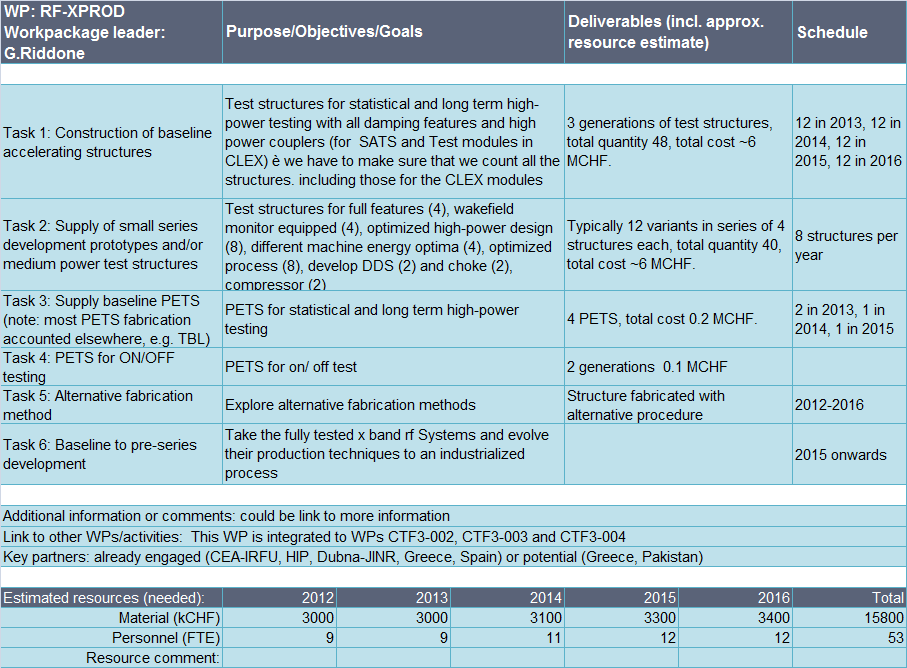 WP: RF-XPROD
Workpackage leader:
G.Riddone
Purpose/Objectives/Goals
Deliverables (incl. approx.
resource estimate)
Schedule
Task 1: Construction of baseline
accelerating structures
Test structures for statistical and long term high-
power testing with all damping features and high
power couplers (for  SATS and Test modules in
CLEX) è we have to make sure that we count all the
structures. including those for the CLEX modules
3 generations of test structures,
total quantity 48, total cost ~6
MCHF.
12 in 2013, 12 in
2014, 12 in
2015, 12 in 2016
Task 2: Supply of small series
development prototypes and/or
medium power test structures
Test structures for full features (4), wakefield
monitor equipped (4), optimized high-power design
(8), different machine energy optima (4), optimized
process (8), develop DDS (2) and choke (2),
compressor (2)
Typically 12 variants in series of 4
structures each, total quantity 40,
total cost ~6 MCHF.
8 structures per
year
Task 3: Supply baseline PETS
(note: most PETS fabrication
accounted elsewhere, e.g. TBL)
PETS for statistical and long term high-power
testing
4 PETS, total cost 0.2 MCHF.
2 in 2013, 1 in
2014, 1 in 2015
Task 4: PETS for ON/OFF
testing
PETS for on/ off test
2 generations  0.1 MCHF
Task 5: Alternative fabrication
method
Explore alternative fabrication methods
Structure fabricated with
alternative procedure
2012-2016
Task 6: Baseline to pre-series
development
Take the fully tested x band rf Systems and evolve
their production techniques to an industrialized
process
2015 onwards
Additional information or comments: could be link to more information
Link to other WPs/activities:  This WP is integrated to WPs CTF3-002, CTF3-003 and CTF3-004
Key partners: already engaged (CEA-IRFU, HIP, Dubna-JINR, Greece, Spain) or potential (Greece, Pakistan)
Estimated resources (needed): 2012 2013 2014 2015 2016 Total
Material (kCHF) 3000 3000 3100 3300 3400 15800
Personnel (FTE) 9 9 11 12 12 53
Resource comment: